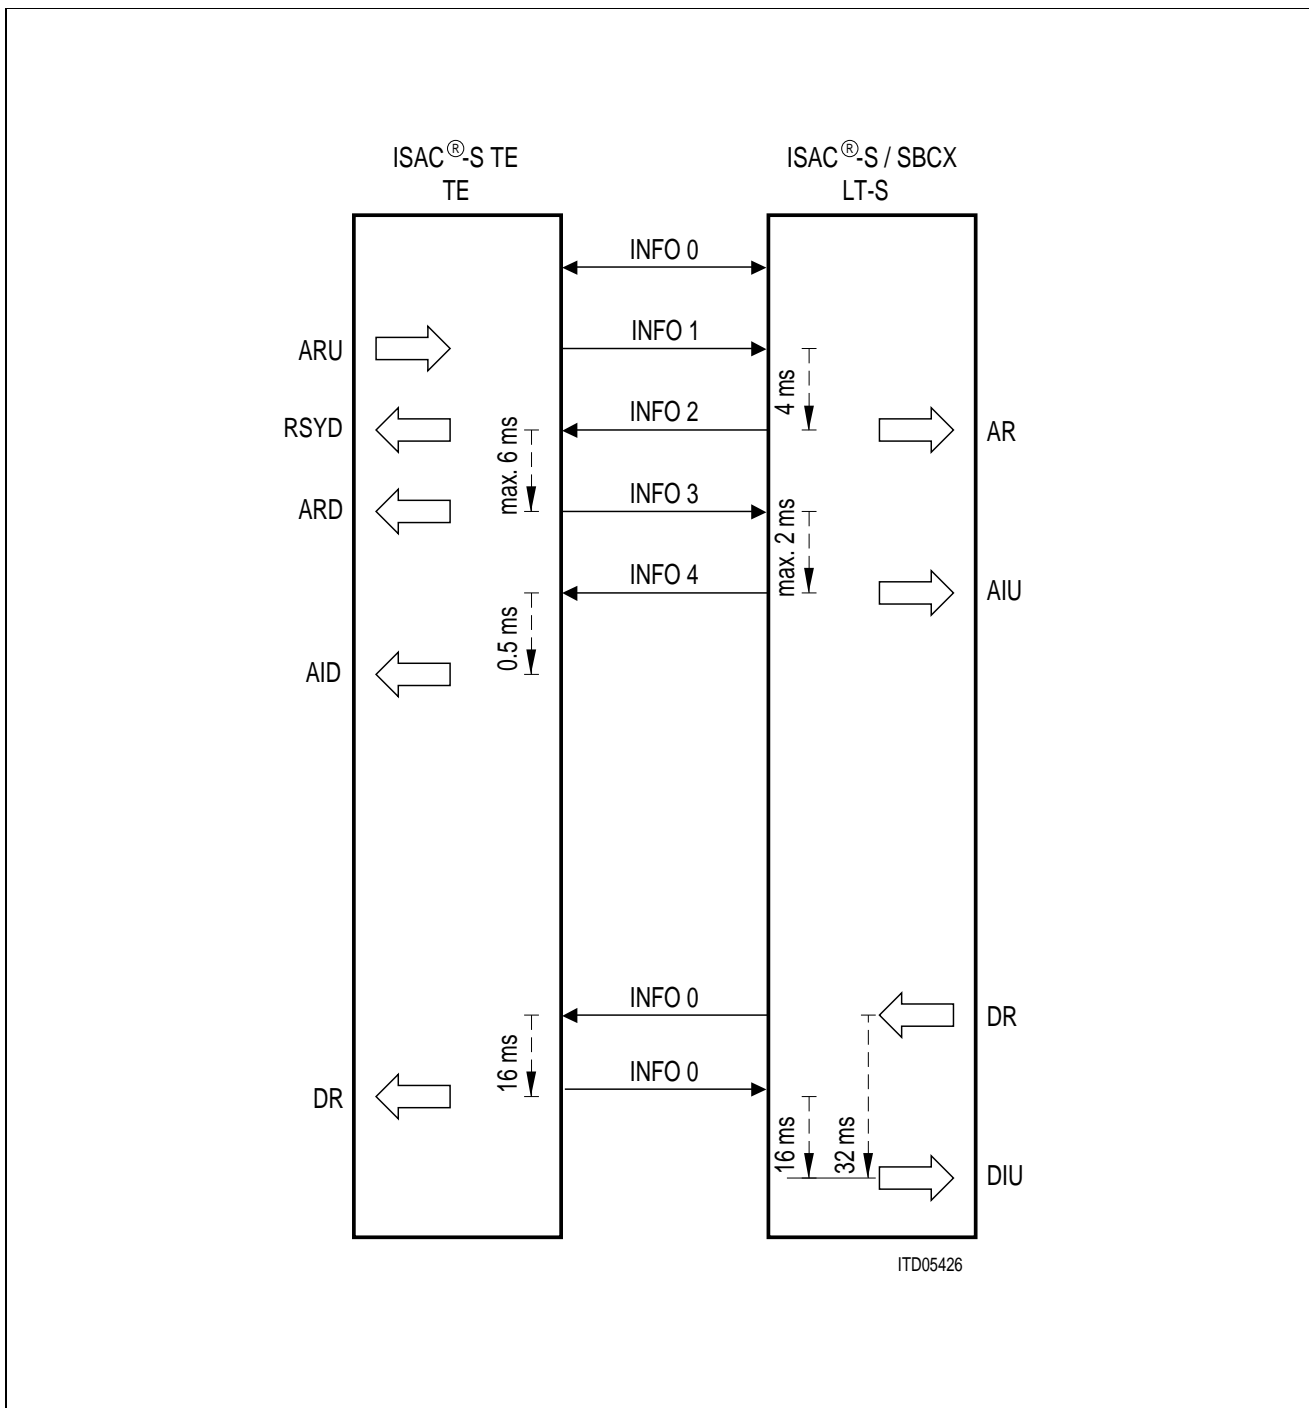 ISAC®-S TE
TE
ISAC®-S / SBCX
LT-S
INFO 0
ARU
INFO 1
4 ms
RSYD
INFO 2
AR
max. 6 ms
ARD
INFO 3
max. 2 ms
INFO 4
AIU
0.5 ms
AID
INFO 0
DR
16 ms
INFO 0
DR
16 ms
32 ms
DIU
ITD05426